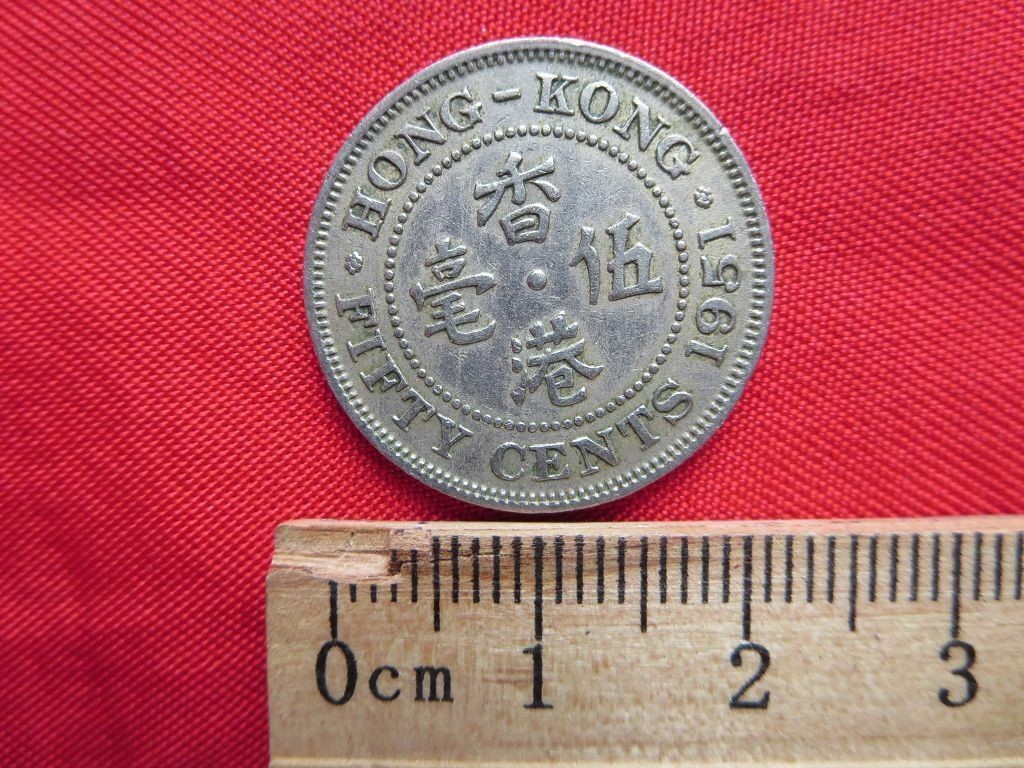 HONG-KONG
FIFTY CENTS 1951
香
港
伍
毫
0cm 1 2 3